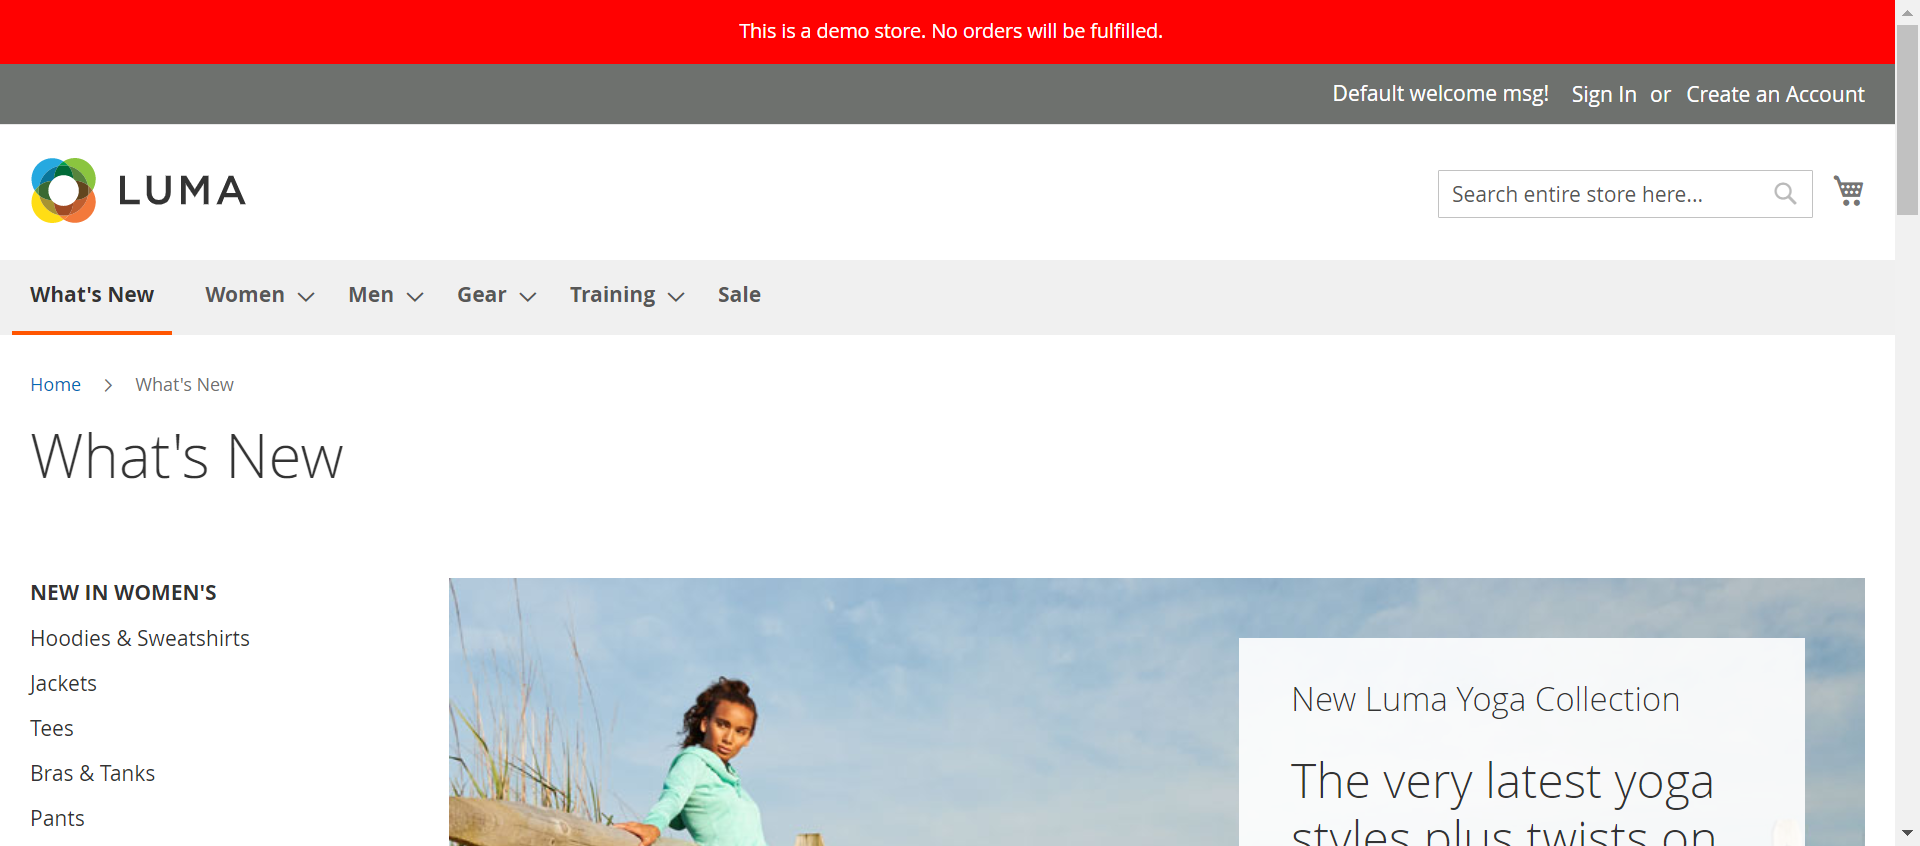 This is a demo store. No orders will be fulfilled.
Default welcome msg! Sign In or Create an Account
LUMA
Search entire store here...
What's New Women Men Gear Training Sale
Home What's New
What's New
NEW IN WOMEN'S
Hoodies & Sweatshirts
Jackets
Tees
Bras & Tanks
Pants
New Luma Yoga Collection
The very latest yoga
styles plus twists on